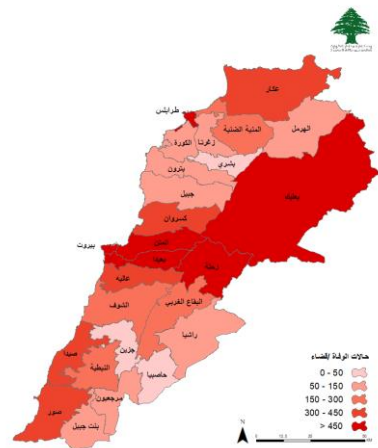 عكار
طرابلس
المنية الضنية
الهرمل
زغرتا
الكورة
بشري
بترون
بعلبك
جبيل
كسروان
المتن
بيروت
بعبدا
زحلة
عاليه
البقاع الغربي
الشوف
راشيا
جزين
صيدا
النبطية
حاصبيا
مرجعيون
صور
بنت جبيل
حالات الوفاة /قضاء
0 - 50
50 - 150
150 - 300
300 - 450
> 450
N